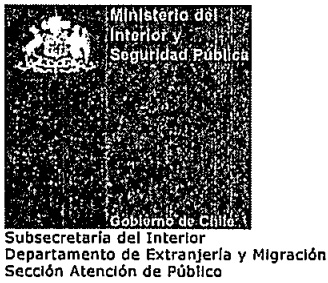 Ministerio del
Interior y
Seguridad Pública
Gobierno de Chile
Subsecretaría del Interior
Departamento de Extranjería y Migración
Sección Atención de Público